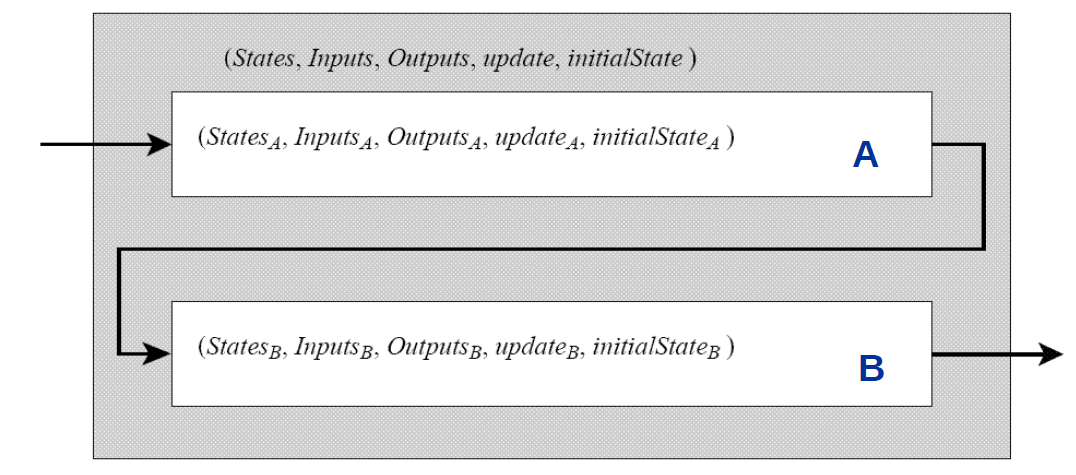 (States, Inputs, Outputs, update, initialState )
(States_A, Inputs_A, Outputs_A, update_A, initialState_A )
A
(States_B, Inputs_B, Outputs_B, update_B, initialState_B )
B